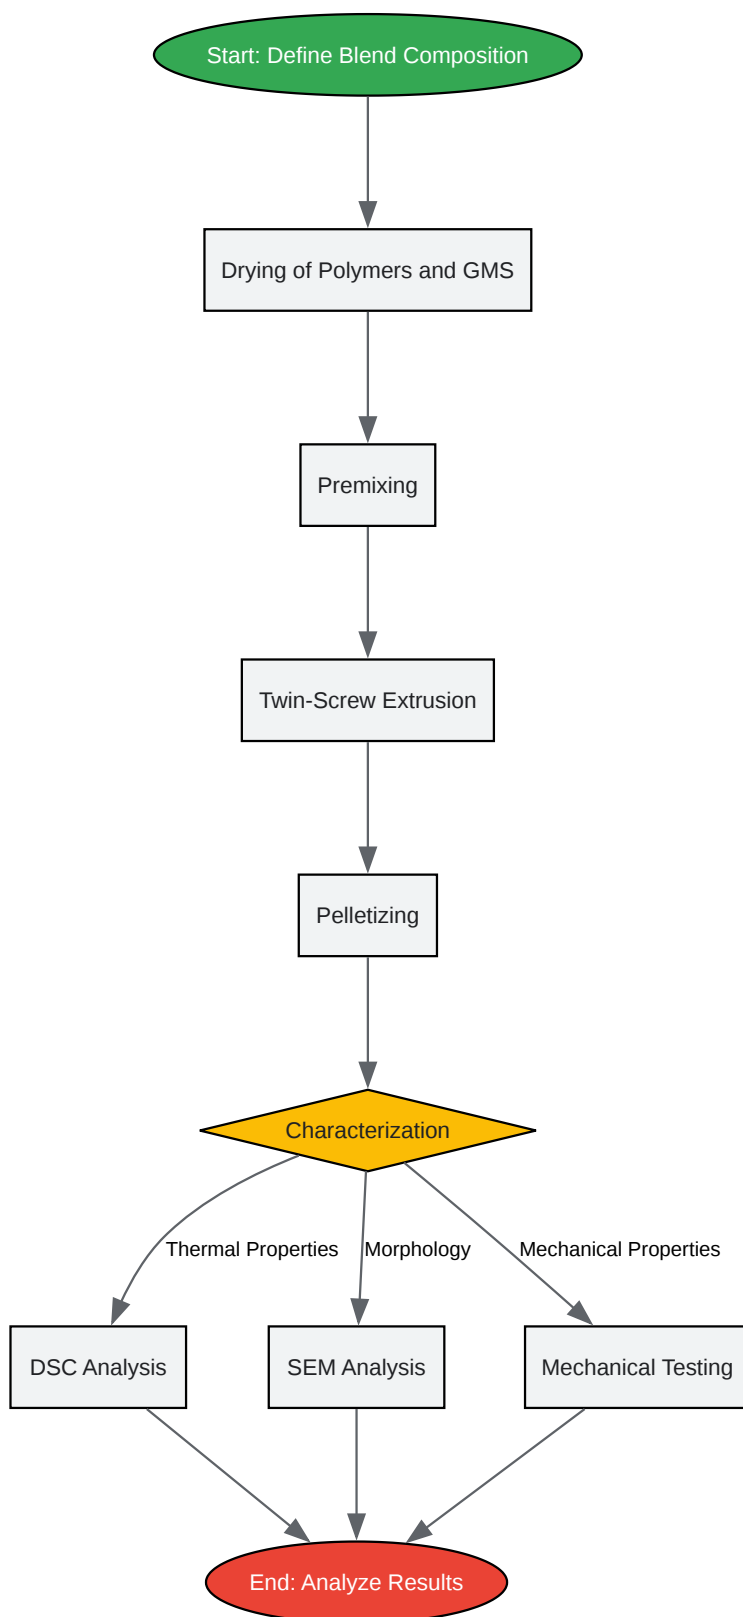 Start: Define Blend Composition
Drying of Polymers and GMS
Premixing
Twin-Screw Extrusion
Pelletizing
Characterization
Thermal Properties
Morphology
Mechanical Properties
DSC Analysis
SEM Analysis
Mechanical Testing
End: Analyze Results